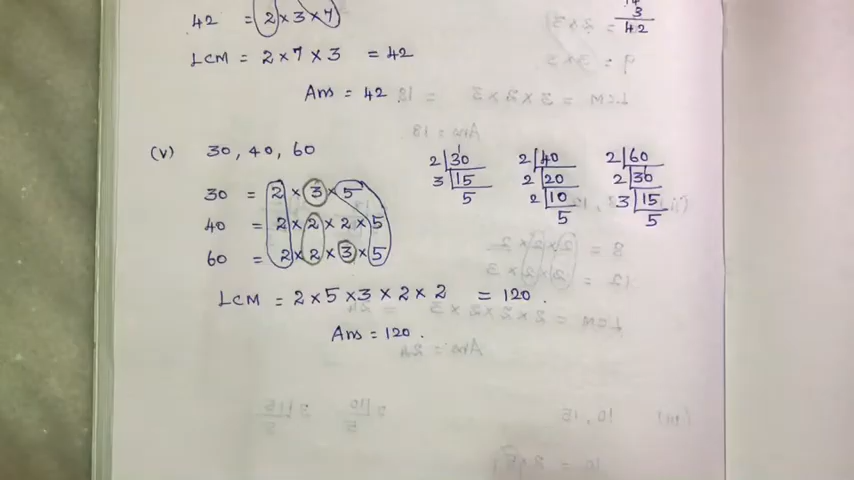 42 = 2 × 3 × 7
3
42
LCM = 2 × 7 × 3 = 42
Ans = 42
(v) 30, 40, 60
2 30
3 15
5
2 40
2 20
2 10
5
2 60
2 30
3 15
5
30 = 2 × 3 × 5
40 = 2 × 2 × 2 × 5
60 = 2 × 2 × 3 × 5
LCM = 2 × 5 × 3 × 2 × 2 = 120.
Ans = 120.